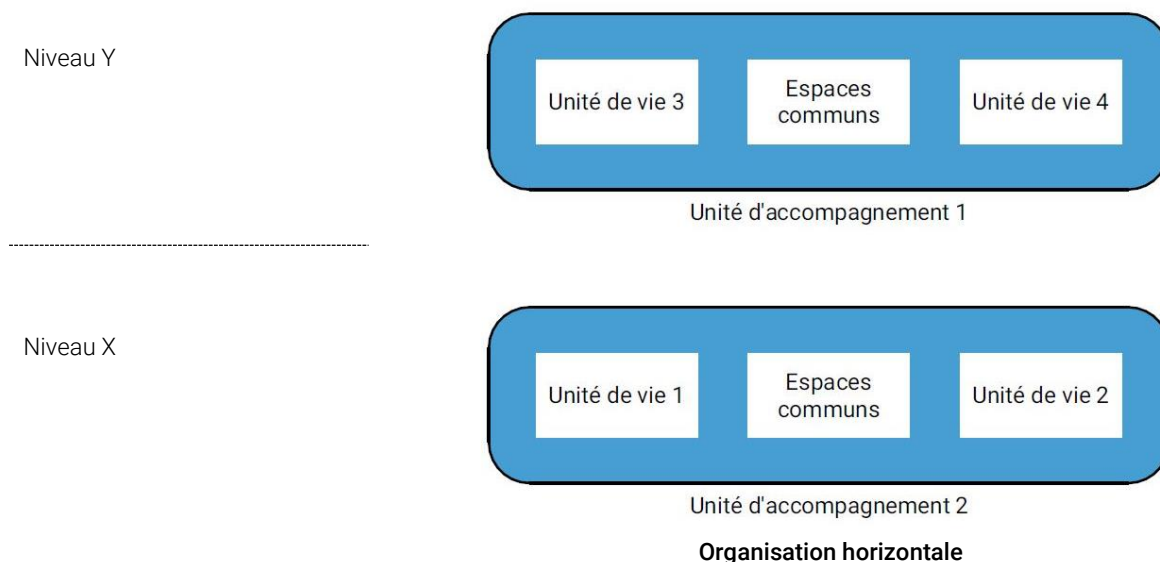 Niveau Y
Unité de vie 3
Espaces
communs
Unité de vie 4
Unité d'accompagnement 1
Niveau X
Unité de vie 1
Espaces
communs
Unité de vie 2
Unité d'accompagnement 2
Organisation horizontale